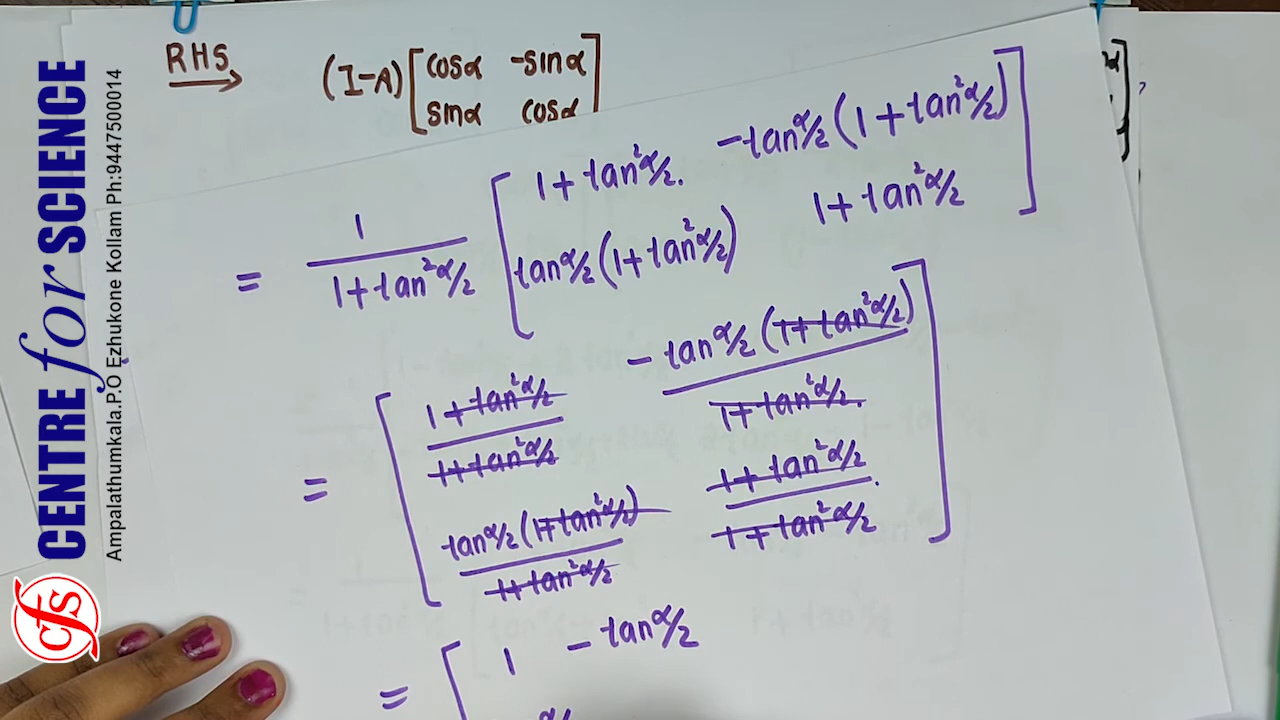 CENTRE for SCIENCE
Ampalathumkala.P.O Ezhukone Kollam Ph:9447500014
cfs
RHS
(I-A) [cosα -sinα
sinα cosα]
= 1 / (1+tan²α/2) [1+tan²α/2. -tanα/2 (1+tan²α/2)
tanα/2 (1+tan²α/2) 1+tan²α/2]
= [(1+tan²α/2) / (1+tan²α/2) -tanα/2 (1+tan²α/2) / (1+tan²α/2).
tanα/2 (1+tan²α/2) / (1+tan²α/2) (1+tan²α/2) / (1+tan²α/2).]
= [1 -tanα/2